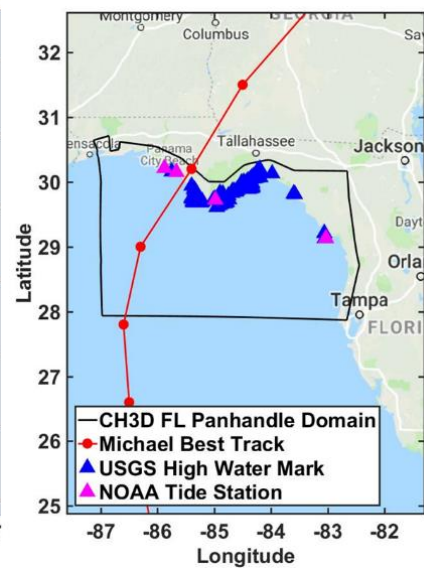 Montgomery
GEORGIA
Columbus
Sav
32
31
ensacola
Panama
City Beach
Tallahassee
Jackson
30
Dayt
29
Orla
Tampa
28
FLORI
27
26
25
Latitude
CH3D FL Panhandle Domain
Michael Best Track
USGS High Water Mark
NOAA Tide Station
-87 -86 -85 -84 -83 -82
Longitude